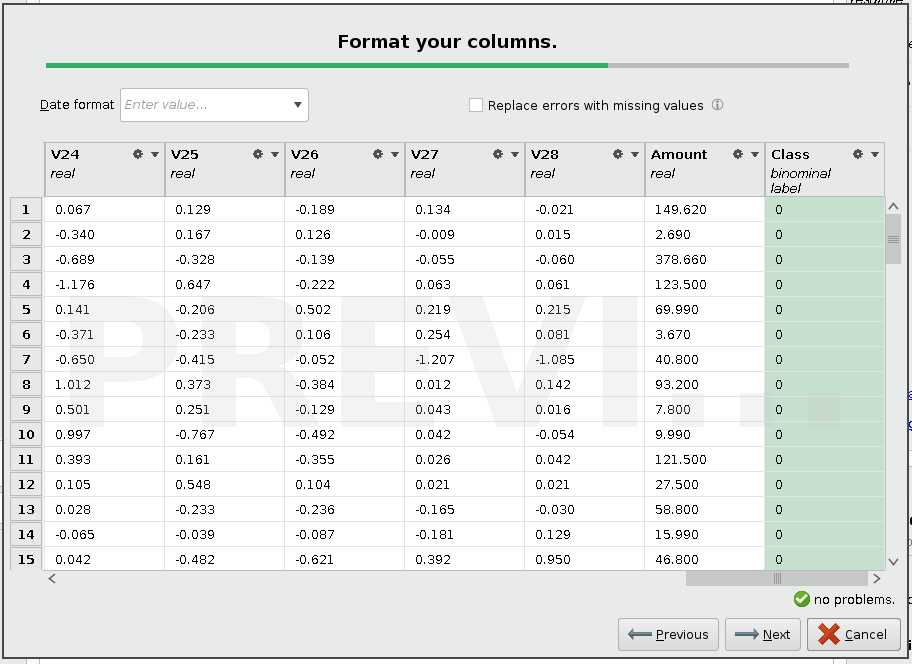 Format your columns.
Date format Enter value... Replace errors with missing values
V24 V25 V26 V27 V28 Amount Class
real real real real real real binominal
label
1 0.067 0.129 -0.189 0.134 -0.021 149.620 0
2 -0.340 0.167 0.126 -0.009 0.015 2.690 0
3 -0.689 -0.328 -0.139 -0.055 -0.060 378.660 0
4 -1.176 0.647 -0.222 0.063 0.061 123.500 0
5 0.141 -0.206 0.502 0.219 0.215 69.990 0
6 -0.371 -0.233 0.106 0.254 0.081 3.670 0
7 -0.650 -0.415 -0.052 -1.207 -1.085 40.800 0
8 1.012 0.373 -0.384 0.012 0.142 93.200 0
9 0.501 0.251 -0.129 0.043 0.016 7.800 0
10 0.997 -0.767 -0.492 0.042 -0.054 9.990 0
11 0.393 0.161 -0.355 0.026 0.042 121.500 0
12 0.105 0.548 0.104 0.021 0.021 27.500 0
13 0.028 -0.233 -0.236 -0.165 -0.030 58.800 0
14 -0.065 -0.039 -0.087 -0.181 0.129 15.990 0
15 0.042 -0.482 -0.621 0.392 0.950 46.800 0
PREVI...
no problems.
Previous Next Cancel